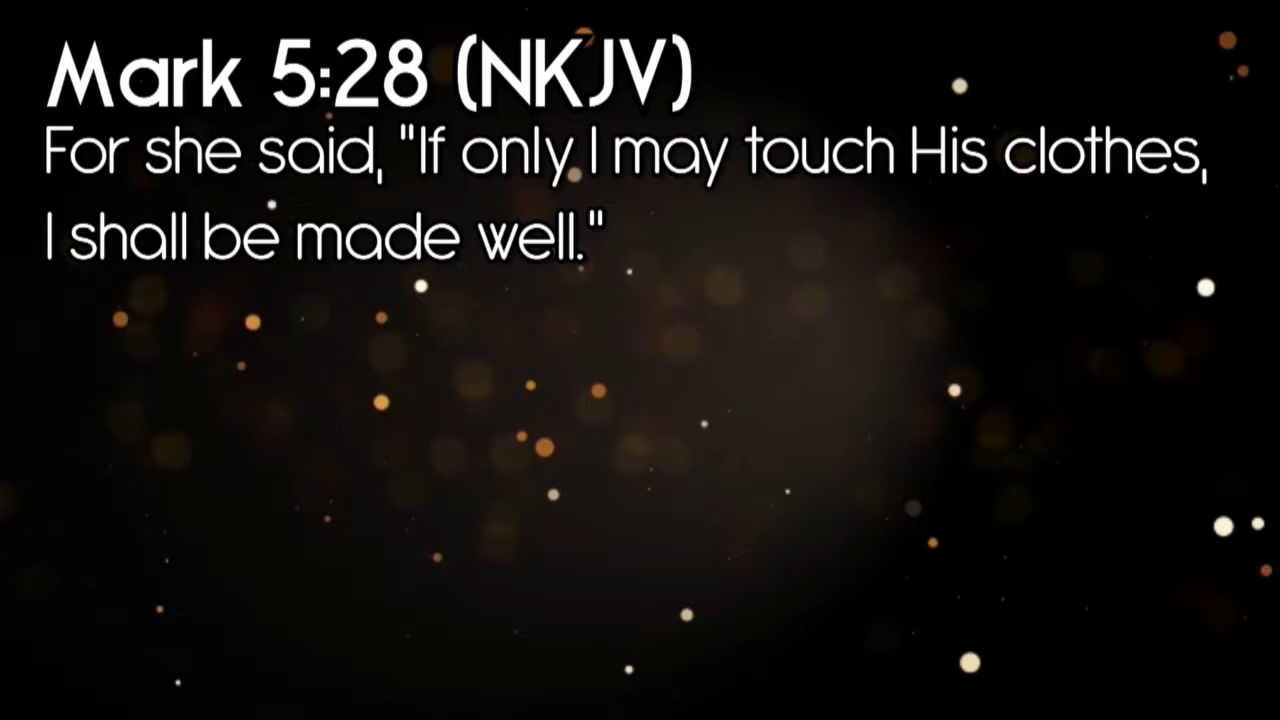 Mark 5:28 (NKJV)
For she said, "If only I may touch His clothes,
I shall be made well."